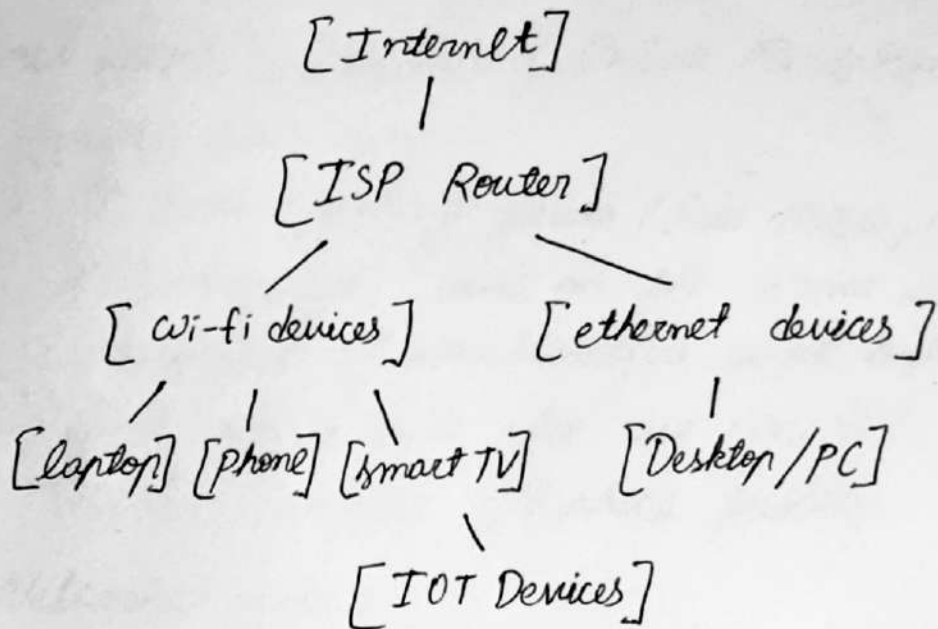 [Internet]
[ISP Router]
[wi-fi devices] [ethernet devices]
[laptop] [Phone] [smart TV] [Desktop/PC]
[IOT Devices]